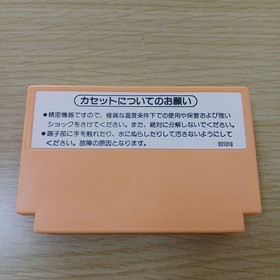 カセットについてのお願い
●精密機器ですので、極端な温度条件下での使用や保管および強い
ショックをさけてください。また、絶対に分解しないでください。
●端子部に手を触れたり、水にぬらしたりして汚さないようにして
ください。故障の原因となります。
031018